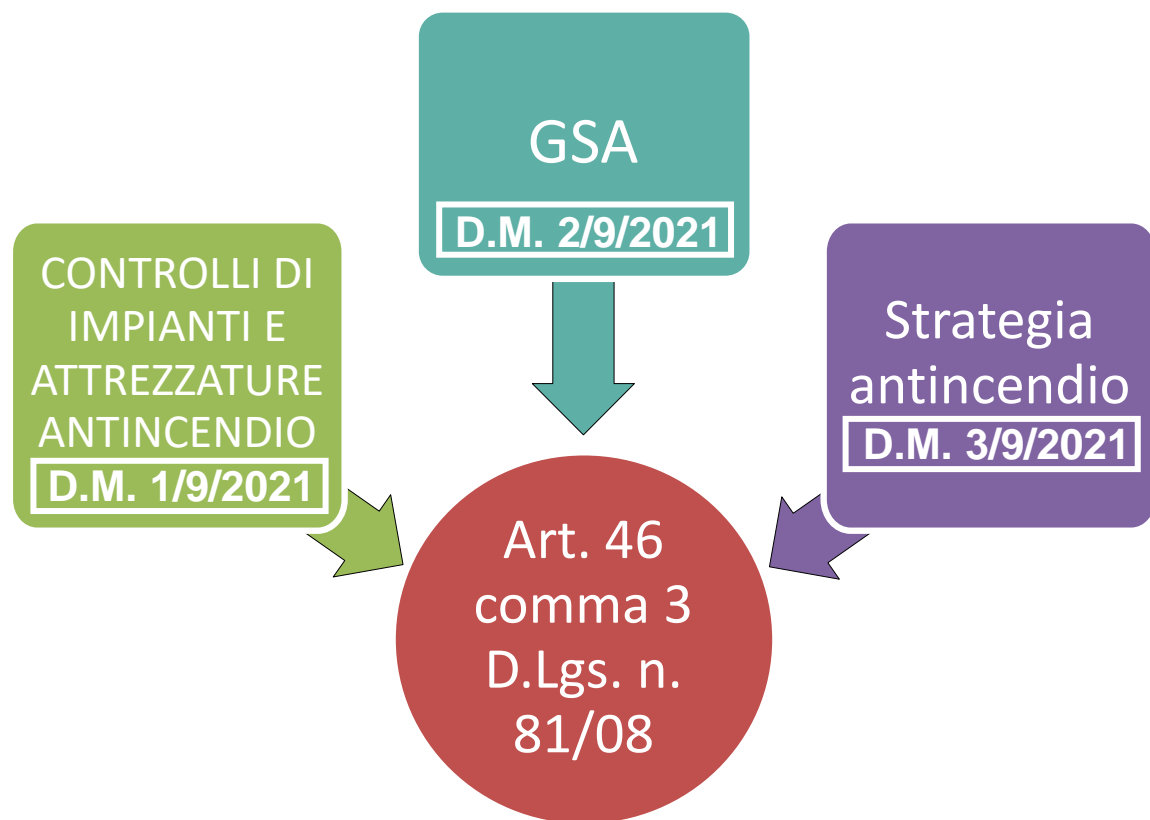 GSA
D.M. 2/9/2021
CONTROLLI DI
IMPIANTI E
ATTREZZATURE
ANTINCENDIO
D.M. 1/9/2021
Strategia
antincendio
D.M. 3/9/2021
Art. 46
comma 3
D.Lgs. n.
81/08